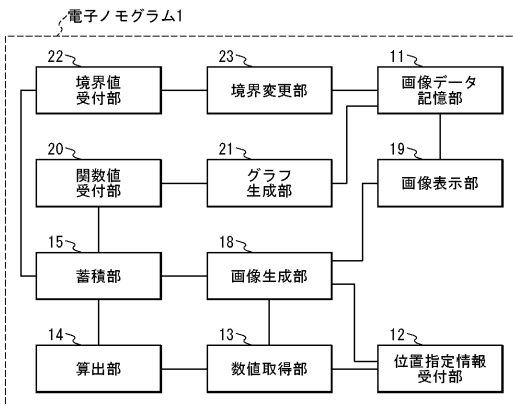 電子ノモグラム1
22
境界値
受付部
23
境界変更部
11
画像データ
記憶部
20
関数値
受付部
21
グラフ
生成部
19
画像表示部
15
蓄積部
18
画像生成部
14
算出部
13
数値取得部
12
位置指定情報
受付部